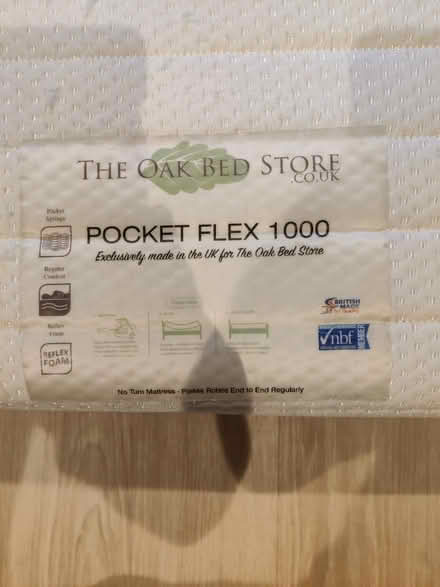 THE OAK BED STORE
.CO.UK
Pocket
Springs
POCKET FLEX 1000
Exclusively made in the UK for The Oak Bed Store
Regular
Comfort
BRITISH
MADE
Reflex
Foam
nbf
MEMBER
REFLEX
FOAM
No Turn Mattress - Please Rotate End to End Regularly